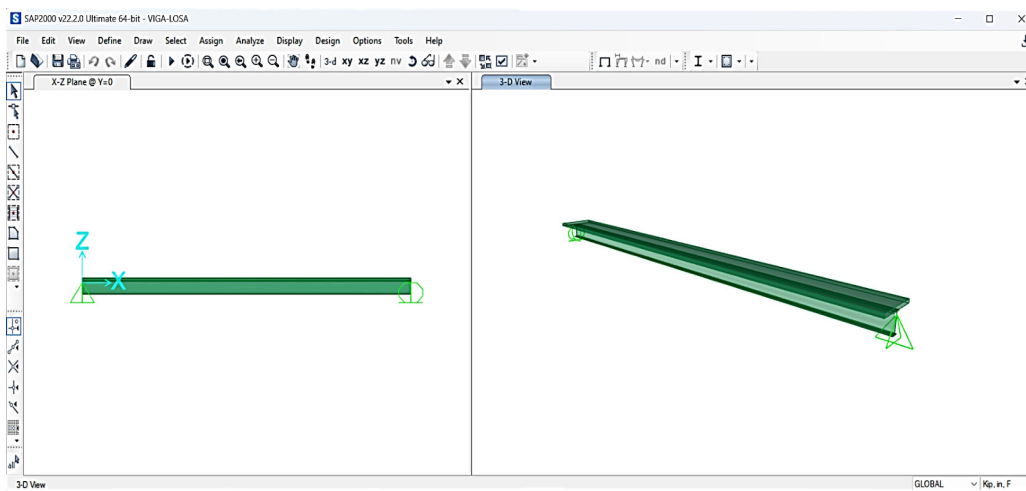 SAP2000 v22.2.0 Ultimate 64-bit - VIGA-LOSA
File Edit View Define Draw Select Assign Analyze Display Design Options Tools Help
3-d xy xz yz nv nd
X-Z Plane @ Y=0
3-D View
Z
X
all
3-D View
GLOBAL
Kip, in, F